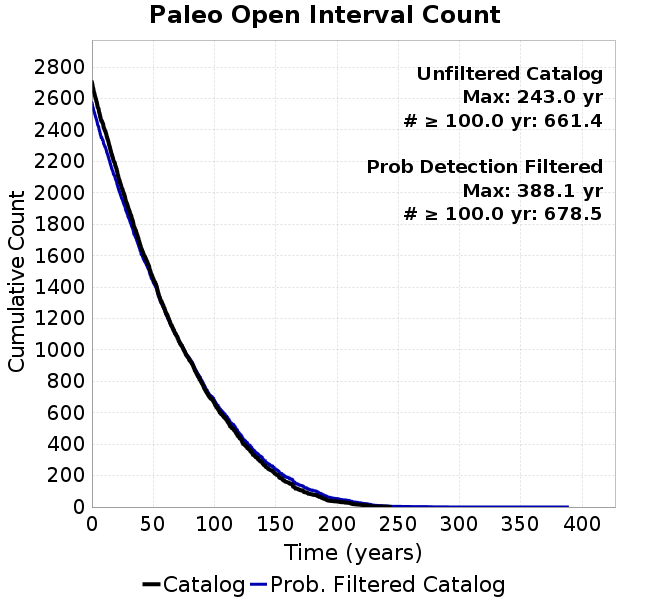 Paleo Open Interval Count
Unfiltered Catalog
Max: 243.0 yr
# ≥ 100.0 yr: 661.4
Prob Detection Filtered
Max: 388.1 yr
# ≥ 100.0 yr: 678.5
Cumulative Count
2800
2600
2400
2200
2000
1800
1600
1400
1200
1000
800
600
400
200
0
0 50 100 150 200 250 300 350 400
Time (years)
Catalog Prob. Filtered Catalog